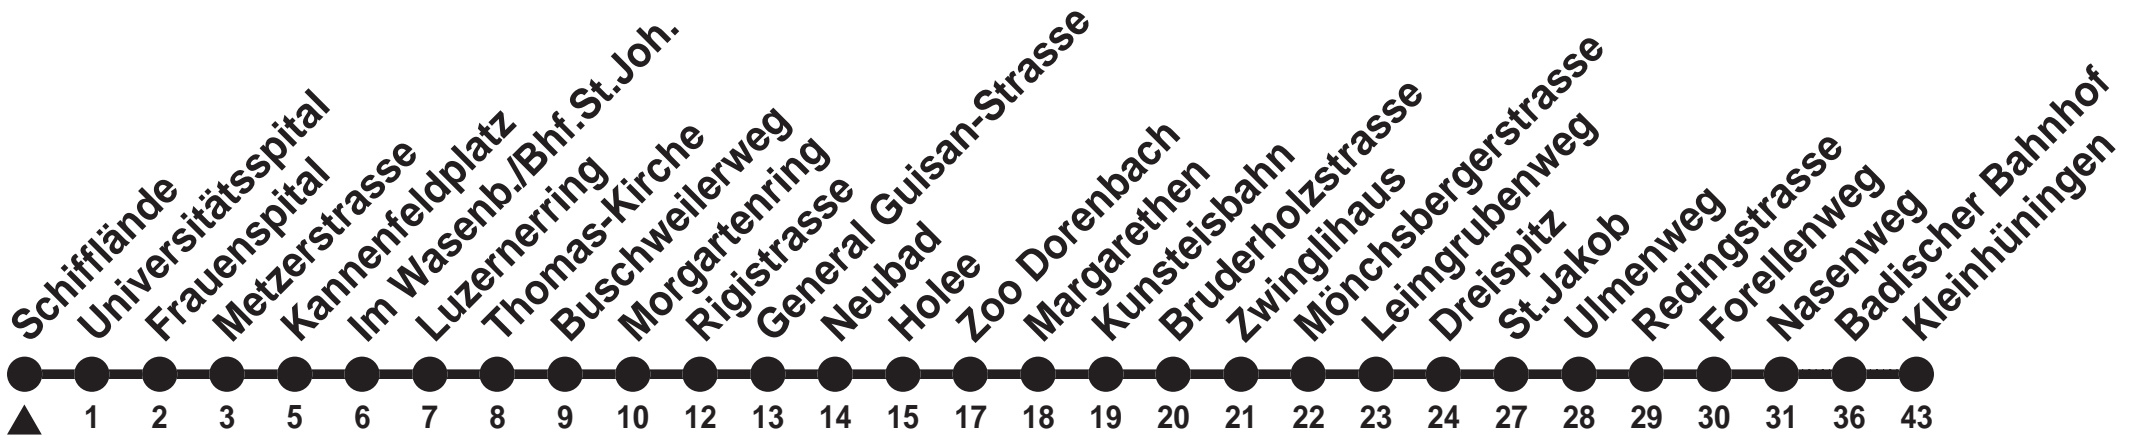 Schifflände
Universitätsspital
Frauenspital
Metzerstrasse
Kannenfeldplatz
Im Wasenb./Bhf.St.Joh.
Luzernerring
Thomas-Kirche
Buschweilerweg
Morgartenring
Rigistrasse
General Guisan-Strasse
Neubad
Holee
Zoo Dorenbach
Margarethen
Kunsteisbahn
Bruderholzstrasse
Zwinglihaus
Mönchsbergerstrasse
Leimgrubenweg
Dreispitz
St.Jakob
Ulmenweg
Redingstrasse
Forellenweg
Nasenweg
Badischer Bahnhof
Kleinhüningen
1 2 3 5 6 7 8 9 10 12 13 14 15 17 18 19 20 21 22 23 24 27 28 29 30 31 36 43